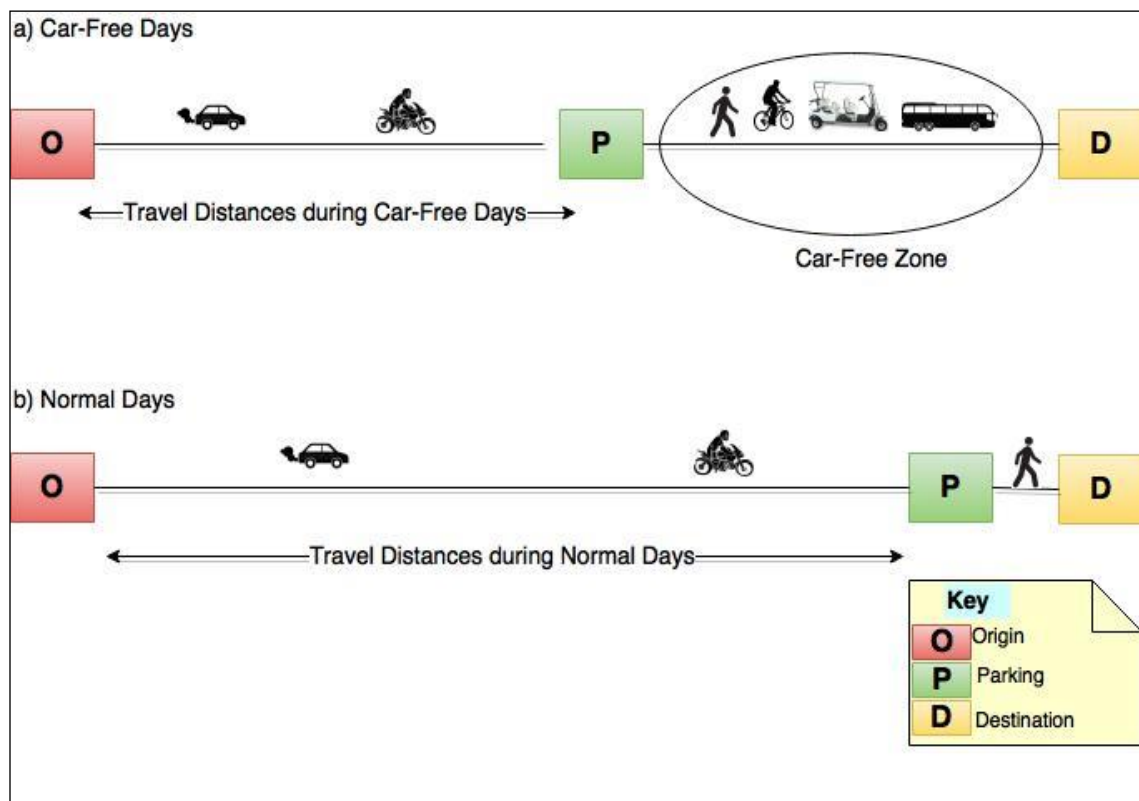 a) Car-Free Days
O
P
D
Travel Distances during Car-Free Days
Car-Free Zone
b) Normal Days
O
P
D
Travel Distances during Normal Days
Key
O Origin
P Parking
D Destination